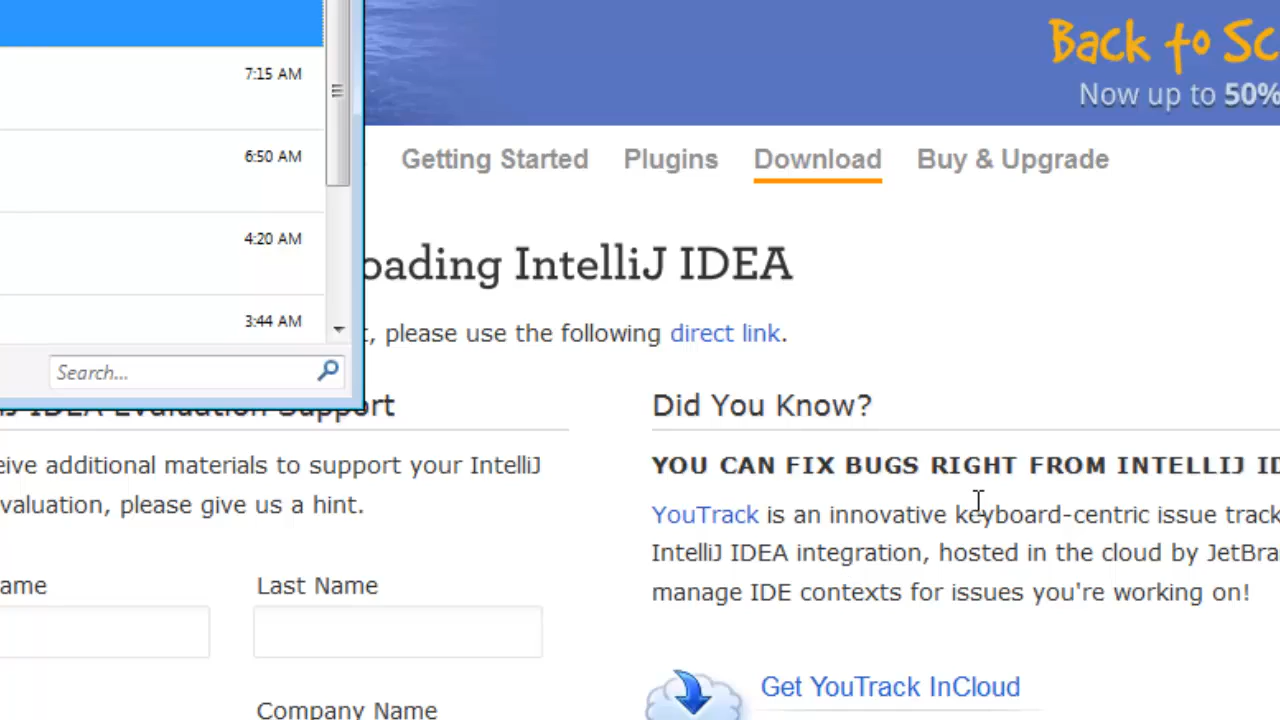 Back to Sc
Now up to 50%
Getting Started Plugins Download Buy & Upgrade
7:15 AM
6:50 AM
4:20 AM
3:44 AM
Search...
oading IntelliJ IDEA
t, please use the following direct link.
IJ IDEA Evaluation Support
eive additional materials to support your IntelliJ
valuation, please give us a hint.
ame
Last Name
Company Name
Did You Know?
YOU CAN FIX BUGS RIGHT FROM INTELLIJ ID
YouTrack is an innovative keyboard-centric issue track
IntelliJ IDEA integration, hosted in the cloud by JetBra
manage IDE contexts for issues you're working on!
Get YouTrack InCloud